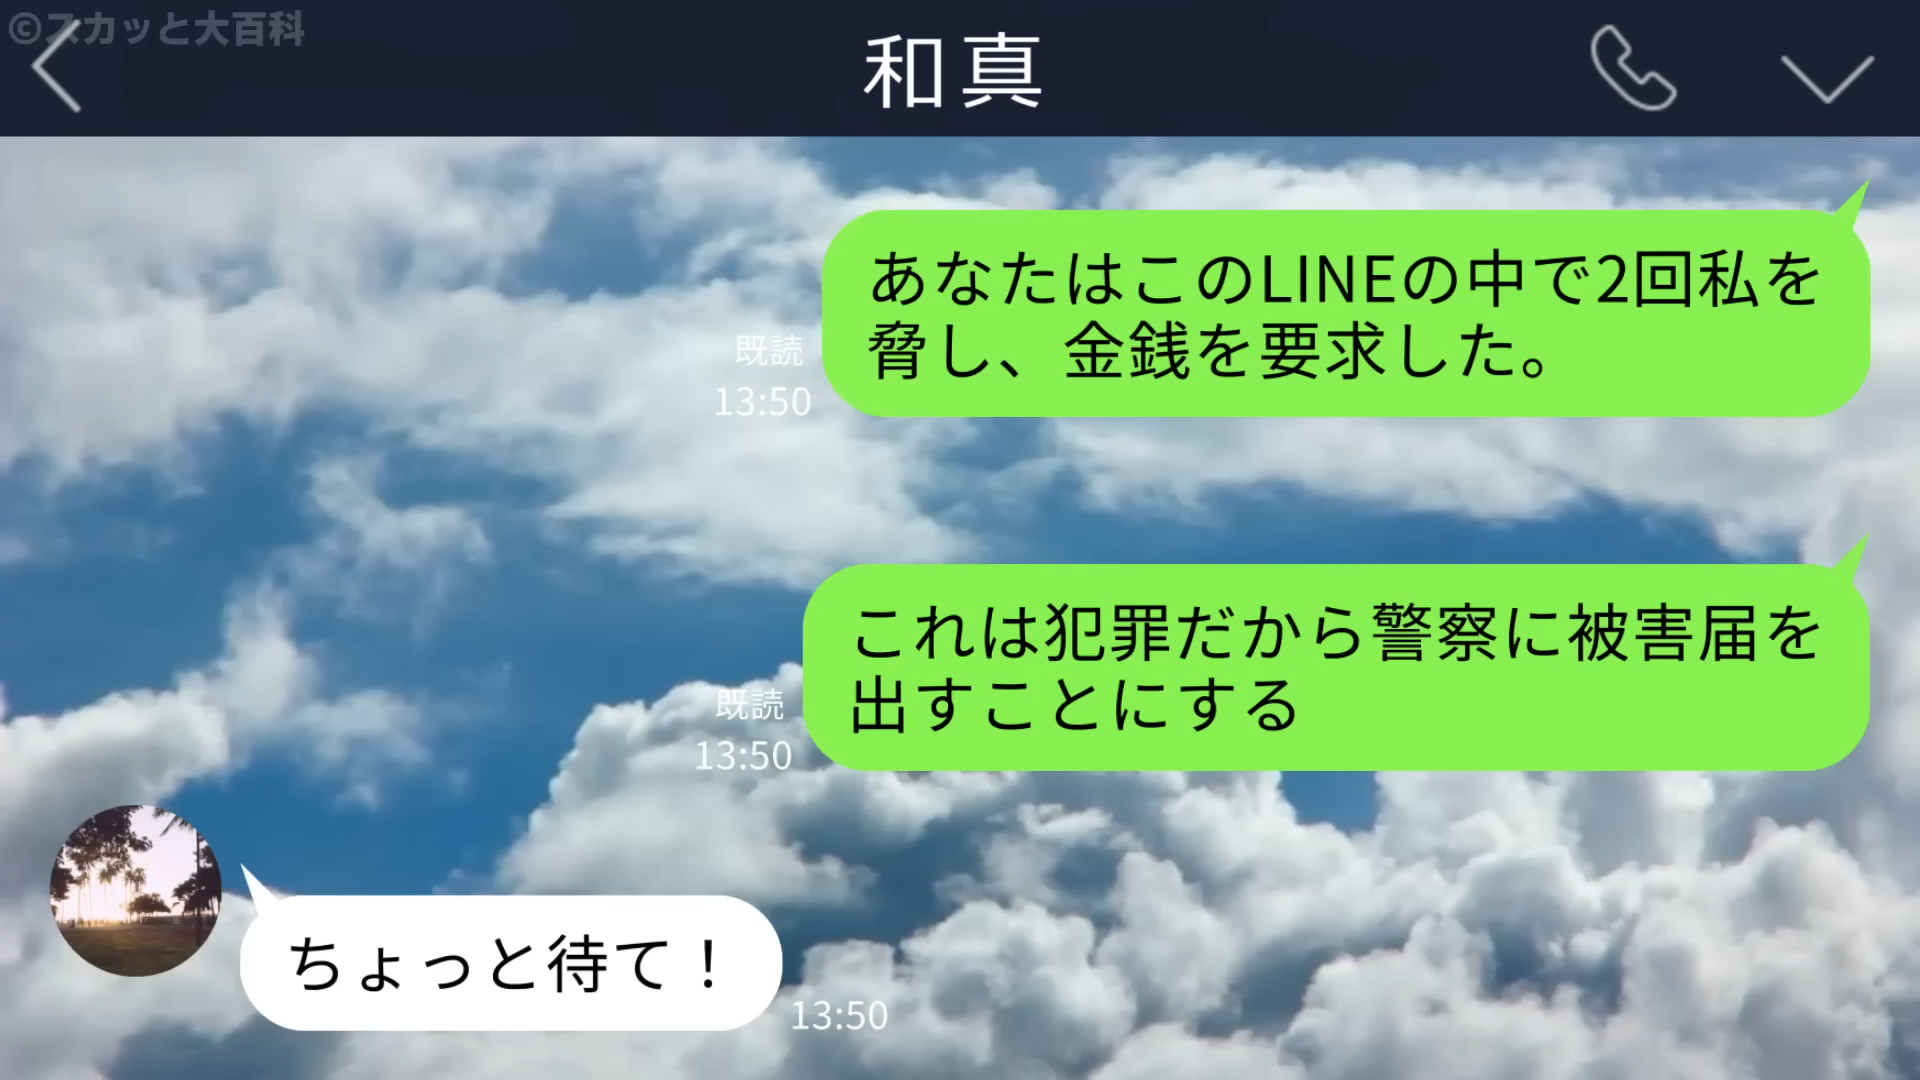 ©スカッと大百科
和真
あなたはこのLINEの中で2回私を
脅し、金銭を要求した。
既読
13:50
これは犯罪だから警察に被害届を
出すことにする
既読
13:50
ちょっと待て！
13:50